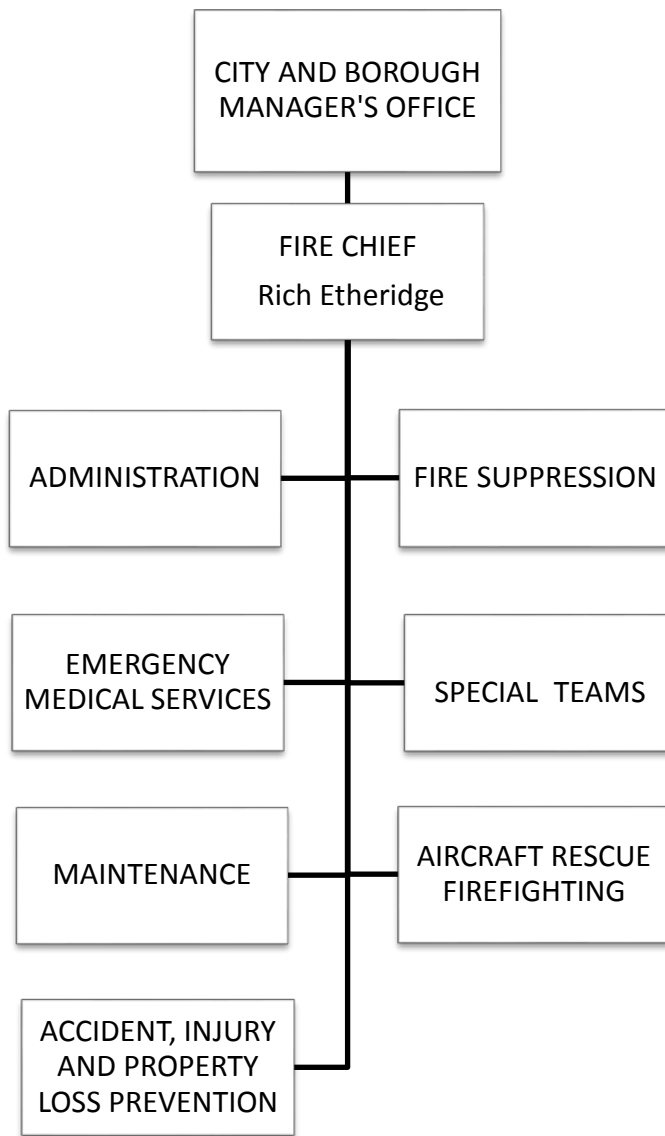 CITY AND BOROUGH
MANAGER'S OFFICE
FIRE CHIEF
Rich Etheridge
ADMINISTRATION
FIRE SUPPRESSION
EMERGENCY
MEDICAL SERVICES
SPECIAL TEAMS
MAINTENANCE
AIRCRAFT RESCUE
FIREFIGHTING
ACCIDENT, INJURY
AND PROPERTY
LOSS PREVENTION